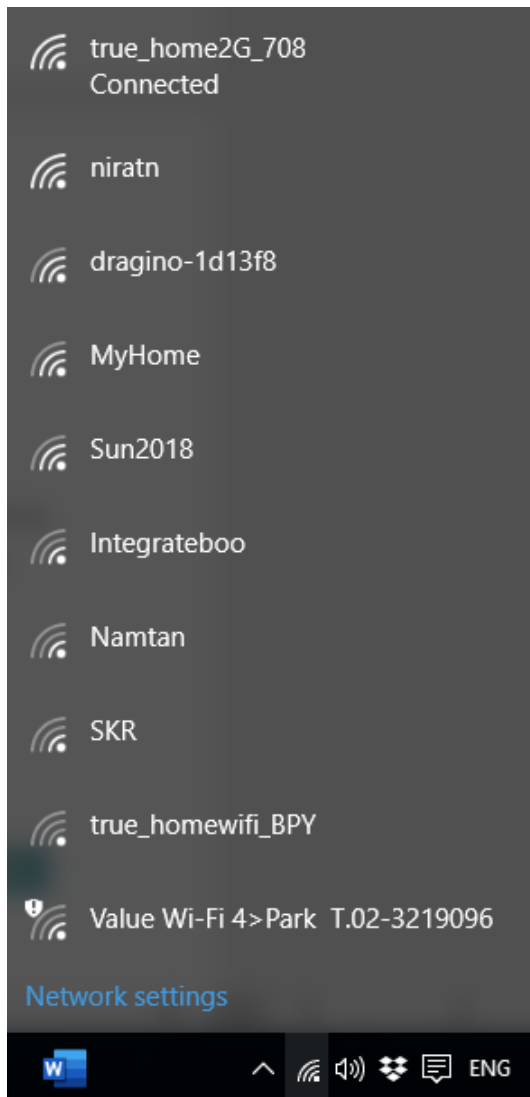 true_home2G_708
Connected
niratn
dragino-1d13f8
MyHome
Sun2018
Integrateboo
Namtan
SKR
true_homewifi_BPY
Value Wi-Fi 4>Park  T.02-3219096
Network settings
W ENG